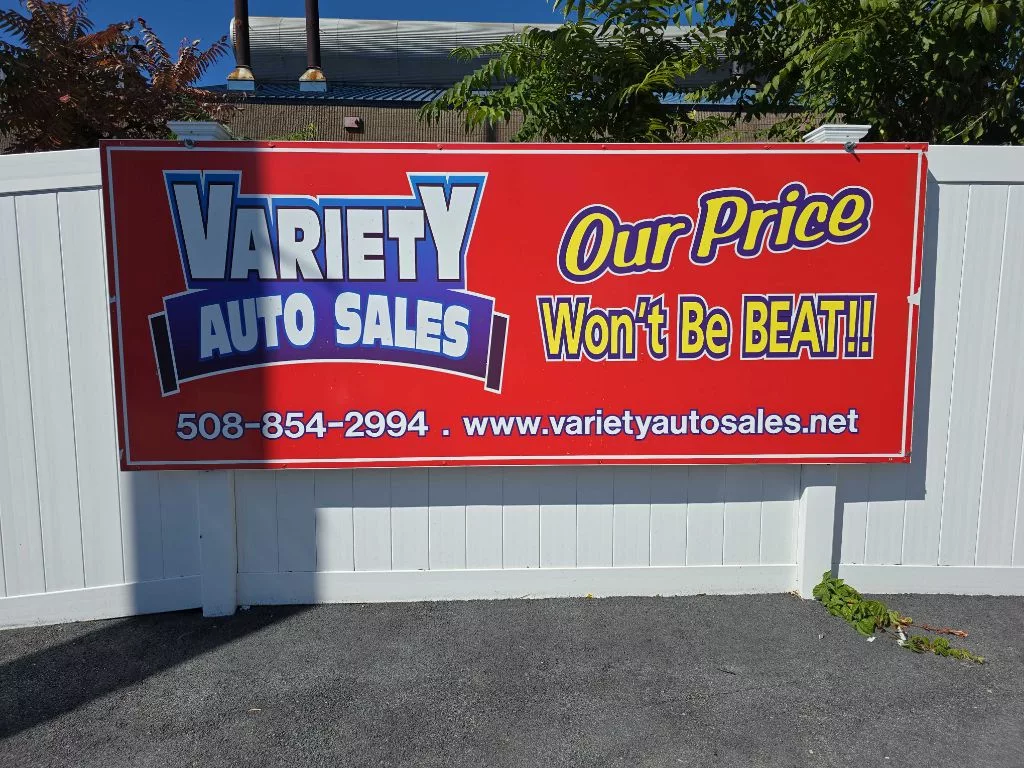 VARIETY
AUTO SALES
Our Price
Won't Be BEAT!!
508-854-2994 . www.varietyautosales.net